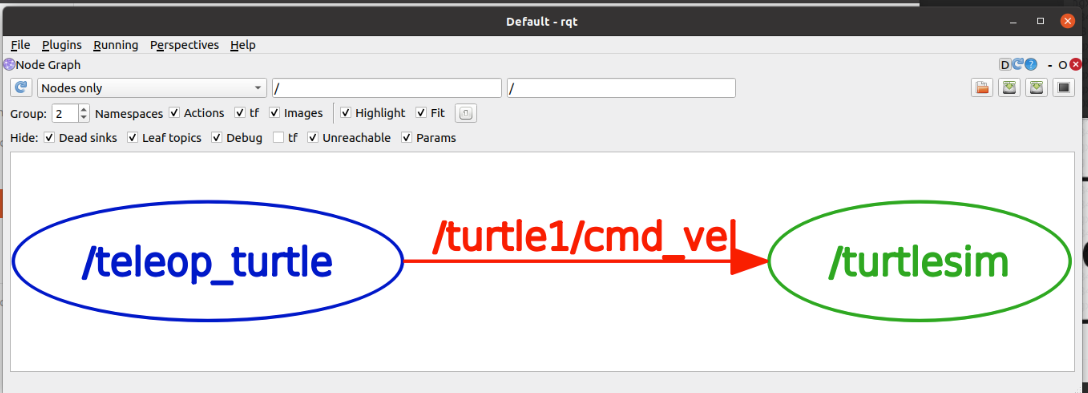 Default - rqt
File Plugins Running Perspectives Help
Node Graph
D - O
Nodes only / /
Group: 2 Namespaces Actions tf Images Highlight Fit
Hide: Dead sinks Leaf topics Debug tf Unreachable Params
/teleop_turtle /turtle1/cmd_vel /turtlesim